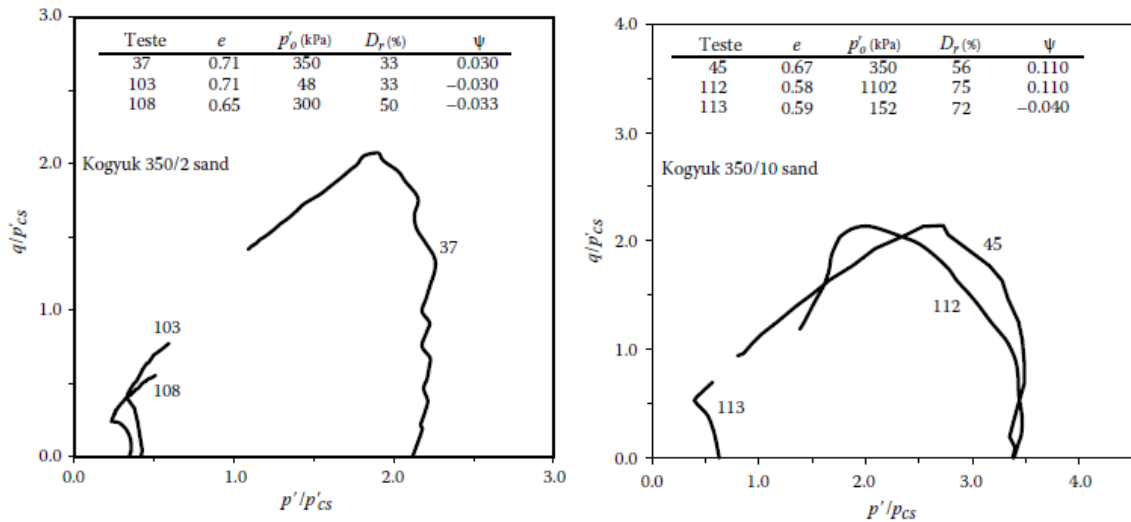 3.0
Teste e p′o (kPa) Dr (%) ψ
37 0.71 350 33 0.030
103 0.71 48 33 −0.030
108 0.65 300 50 −0.033
2.0
Kogyuk 350/2 sand
q/p′cs
37
1.0
103
108
0.0
0.0 1.0 2.0 3.0
p′/p′cs
4.0
Teste e p′o (kPa) Dr (%) ψ
45 0.67 350 56 0.110
112 0.58 1102 75 0.110
113 0.59 152 72 −0.040
3.0
Kogyuk 350/10 sand
q/p′cs
2.0
45
112
1.0
113
0.0
0.0 1.0 2.0 3.0 4.0
p′/pcs